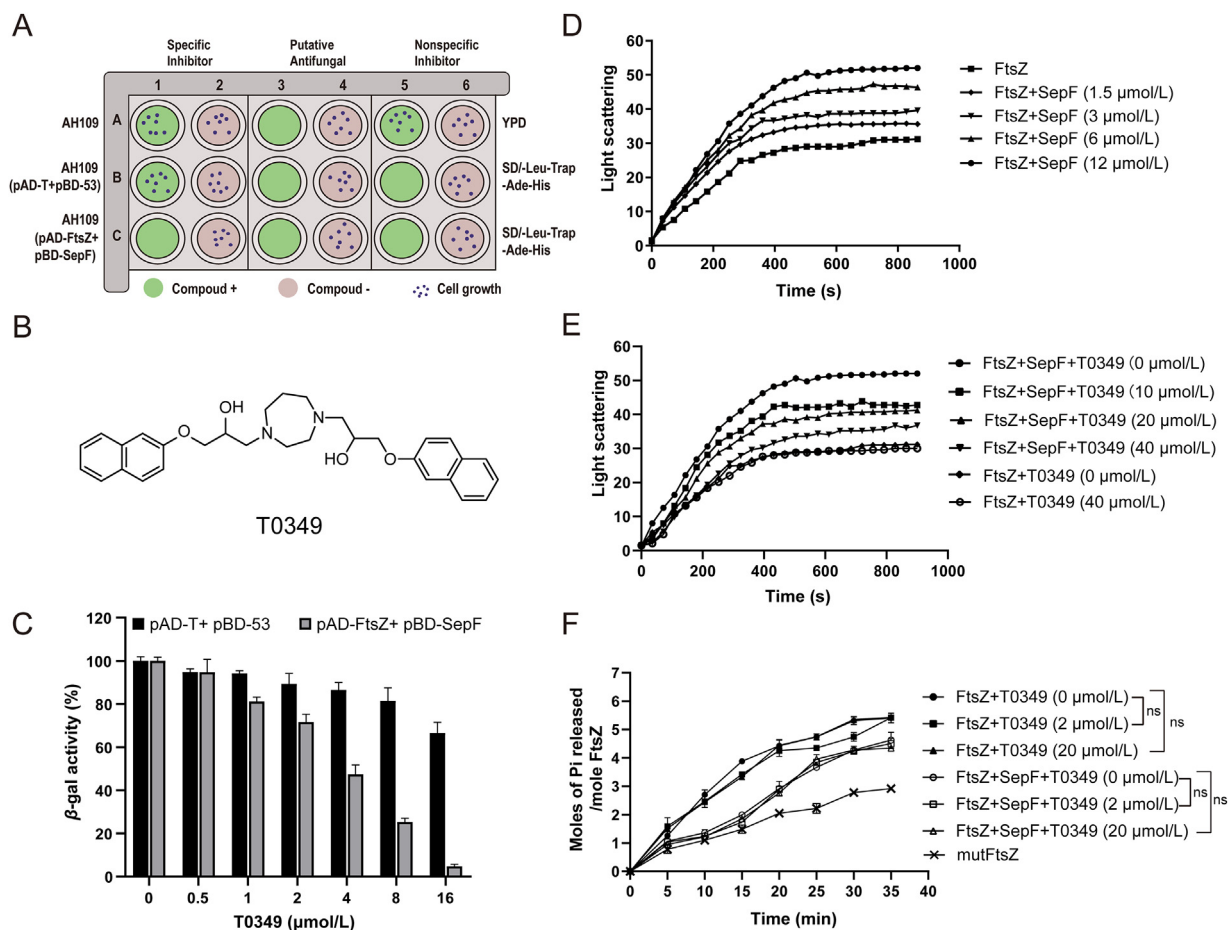 A
Specific
Inhibitor
Putative
Antifungal
Nonspecific
Inhibitor
1 2 3 4 5 6
AH109
A
YPD
AH109
(pAD-T+pBD-53)
B
SD/-Leu-Trap
-Ade-His
AH109
(pAD-FtsZ+
pBD-SepF)
C
SD/-Leu-Trap
-Ade-His
Compoud +
Compoud -
Cell growth
B
OH
N
N
O
HO
O
T0349
C
120
100
80
60
40
20
0
β-gal activity (%)
pAD-T+ pBD-53
pAD-FtsZ+ pBD-SepF
0 0.5 1 2 4 8 16
T0349 (μmol/L)
D
60
50
40
30
20
10
0
Light scattering
0 200 400 600 800 1000
Time (s)
FtsZ
FtsZ+SepF (1.5 μmol/L)
FtsZ+SepF (3 μmol/L)
FtsZ+SepF (6 μmol/L)
FtsZ+SepF (12 μmol/L)
E
60
50
40
30
20
10
0
Light scattering
0 200 400 600 800 1000
Time (s)
FtsZ+SepF+T0349 (0 μmol/L)
FtsZ+SepF+T0349 (10 μmol/L)
FtsZ+SepF+T0349 (20 μmol/L)
FtsZ+SepF+T0349 (40 μmol/L)
FtsZ+T0349 (0 μmol/L)
FtsZ+T0349 (40 μmol/L)
F
7
6
5
4
3
2
1
0
Moles of Pi released
/mole FtsZ
0 5 10 15 20 25 30 35 40
Time (min)
FtsZ+T0349 (0 μmol/L)
FtsZ+T0349 (2 μmol/L)
FtsZ+T0349 (20 μmol/L)
ns
ns
FtsZ+SepF+T0349 (0 μmol/L)
FtsZ+SepF+T0349 (2 μmol/L)
FtsZ+SepF+T0349 (20 μmol/L)
ns
ns
mutFtsZ